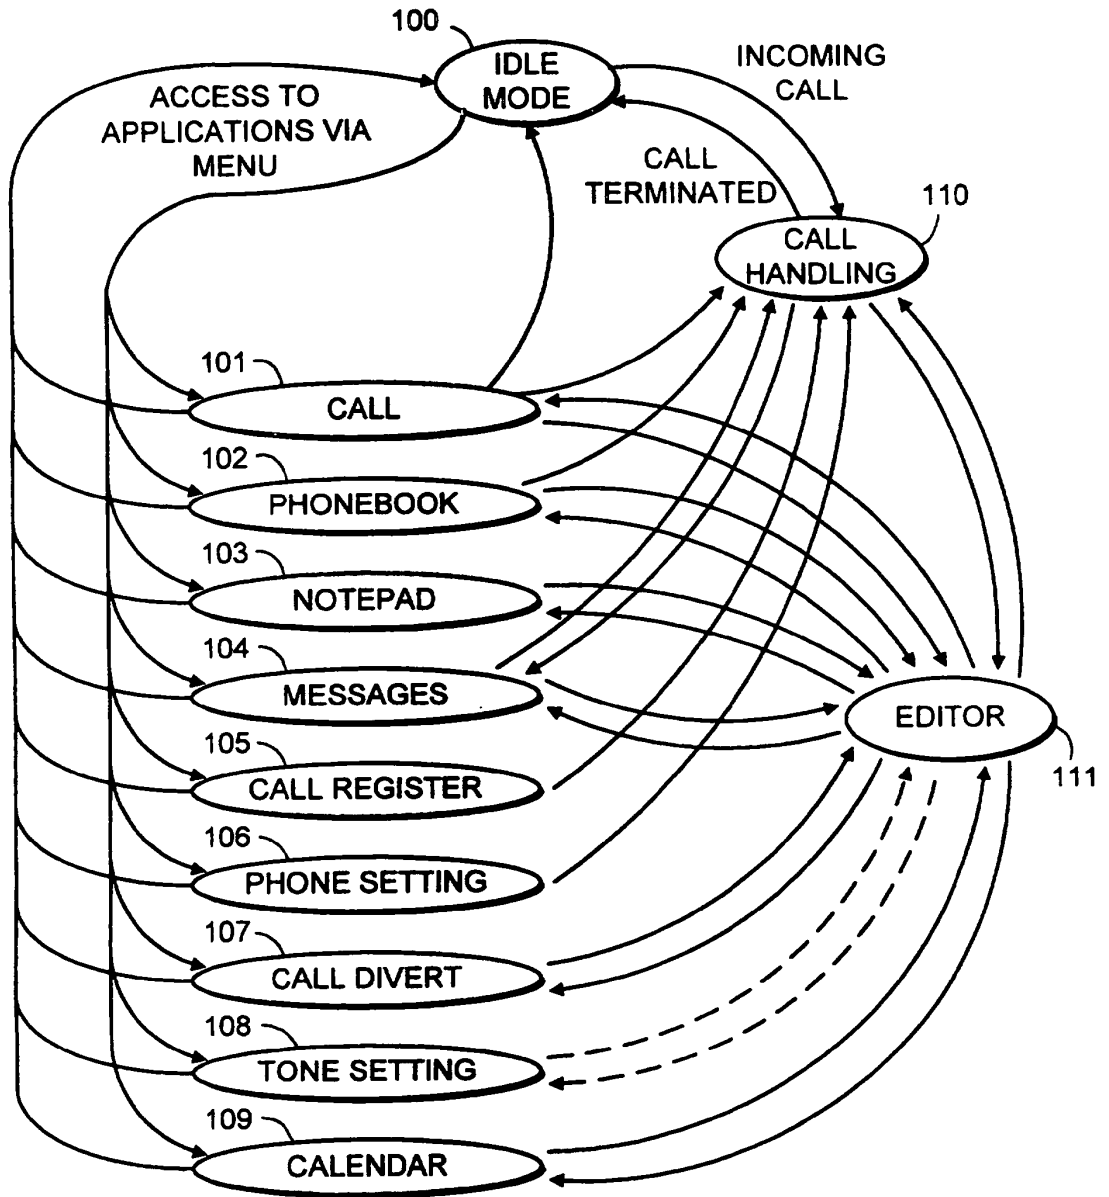 100
IDLE
MODE
INCOMING
CALL
ACCESS TO
APPLICATIONS VIA
MENU
CALL
TERMINATED
110
CALL
HANDLING
101
CALL
102
PHONEBOOK
103
NOTEPAD
104
MESSAGES
EDITOR
111
105
CALL REGISTER
106
PHONE SETTING
107
CALL DIVERT
108
TONE SETTING
109
CALENDAR